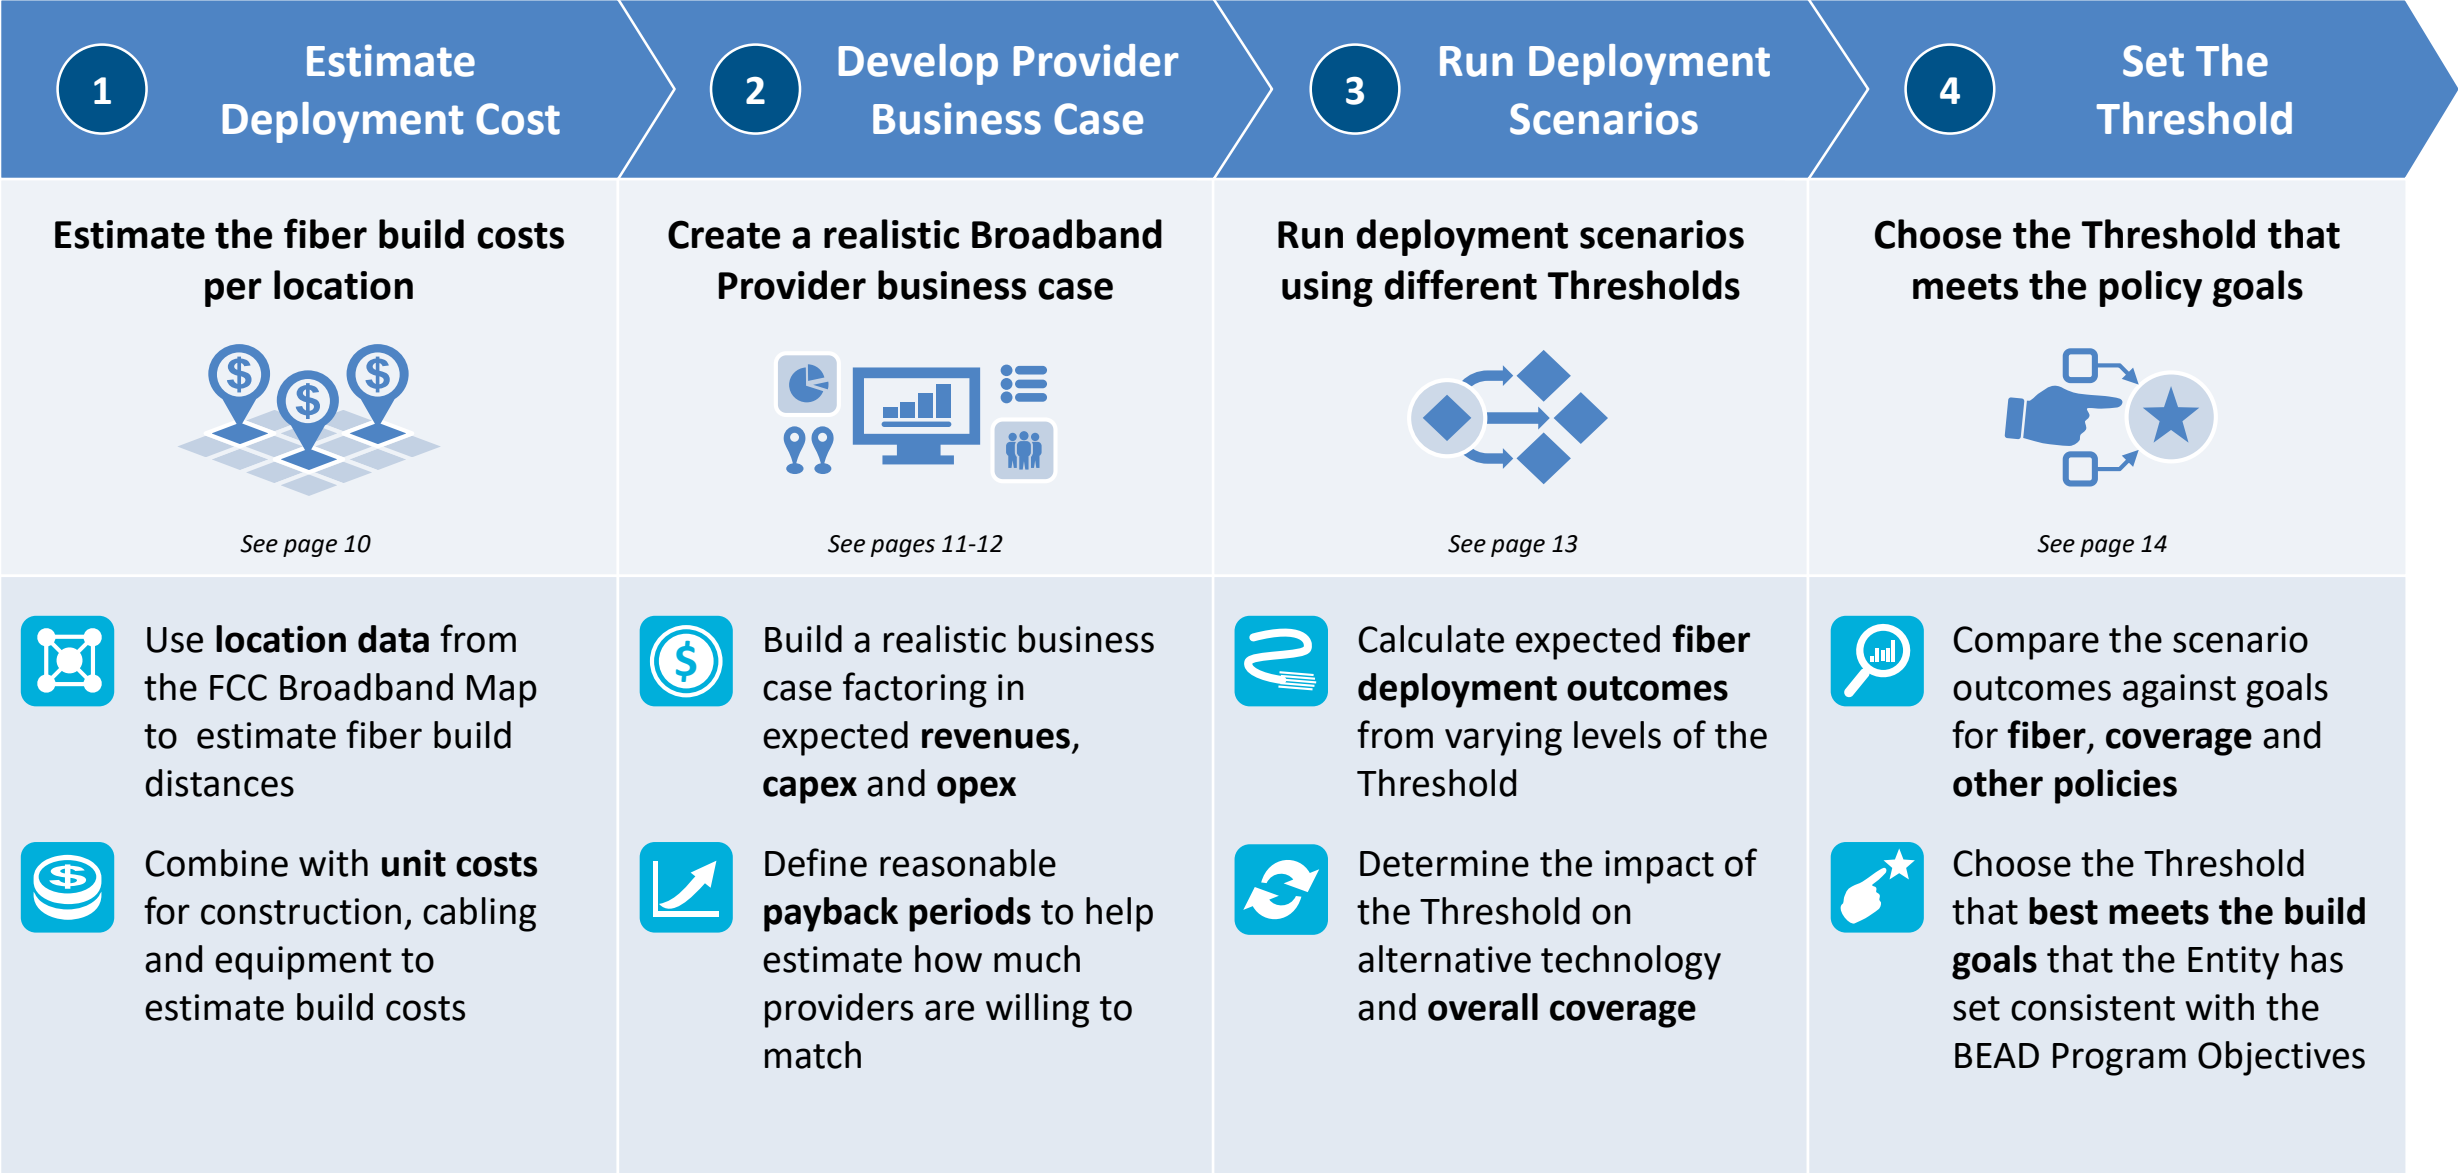 1
Estimate
Deployment Cost
2
Develop Provider
Business Case
3
Run Deployment
Scenarios
4
Set The
Threshold
Estimate the fiber build costs
per location
$
$
$
See page 10
Create a realistic Broadband
Provider business case
See pages 11-12
Run deployment scenarios
using different Thresholds
See page 13
Choose the Threshold that
meets the policy goals
See page 14
Use location data from
the FCC Broadband Map
to  estimate fiber build
distances
$
Combine with unit costs
for construction, cabling
and equipment to
estimate build costs
$
Build a realistic business
case factoring in
expected revenues,
capex and opex
Define reasonable
payback periods to help
estimate how much
providers are willing to
match
Calculate expected fiber
deployment outcomes
from varying levels of the
Threshold
Determine the impact of
the Threshold on
alternative technology
and overall coverage
Compare the scenario
outcomes against goals
for fiber, coverage and
other policies
Choose the Threshold
that best meets the build
goals that the Entity has
set consistent with the
BEAD Program Objectives